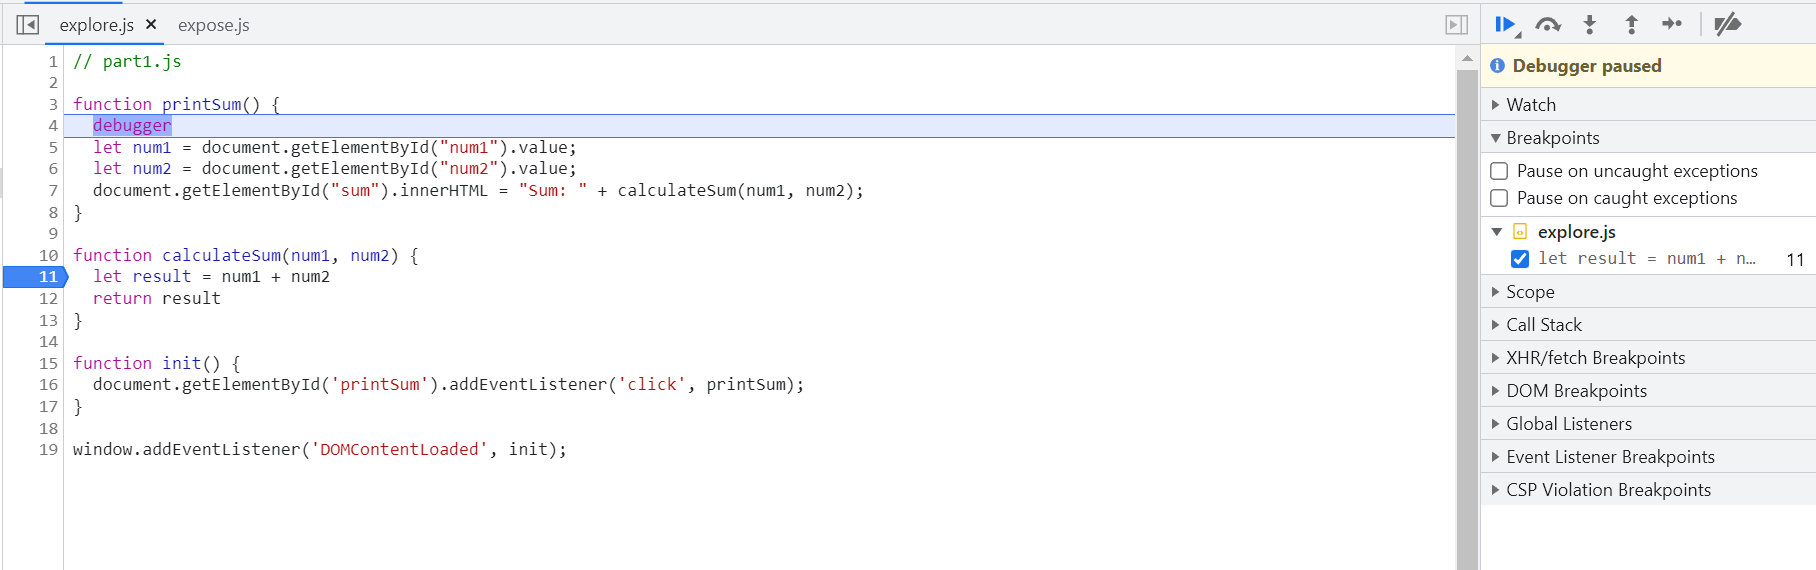 explore.js × expose.js
1 // part1.js
2
3 function printSum() {
4   debugger
5   let num1 = document.getElementById("num1").value;
6   let num2 = document.getElementById("num2").value;
7   document.getElementById("sum").innerHTML = "Sum: " + calculateSum(num1, num2);
8 }
9
10 function calculateSum(num1, num2) {
11   let result = num1 + num2
12   return result
13 }
14
15 function init() {
16   document.getElementById('printSum').addEventListener('click', printSum);
17 }
18
19 window.addEventListener('DOMContentLoaded', init);
Debugger paused
Watch
Breakpoints
Pause on uncaught exceptions
Pause on caught exceptions
explore.js
let result = num1 + n… 11
Scope
Call Stack
XHR/fetch Breakpoints
DOM Breakpoints
Global Listeners
Event Listener Breakpoints
CSP Violation Breakpoints